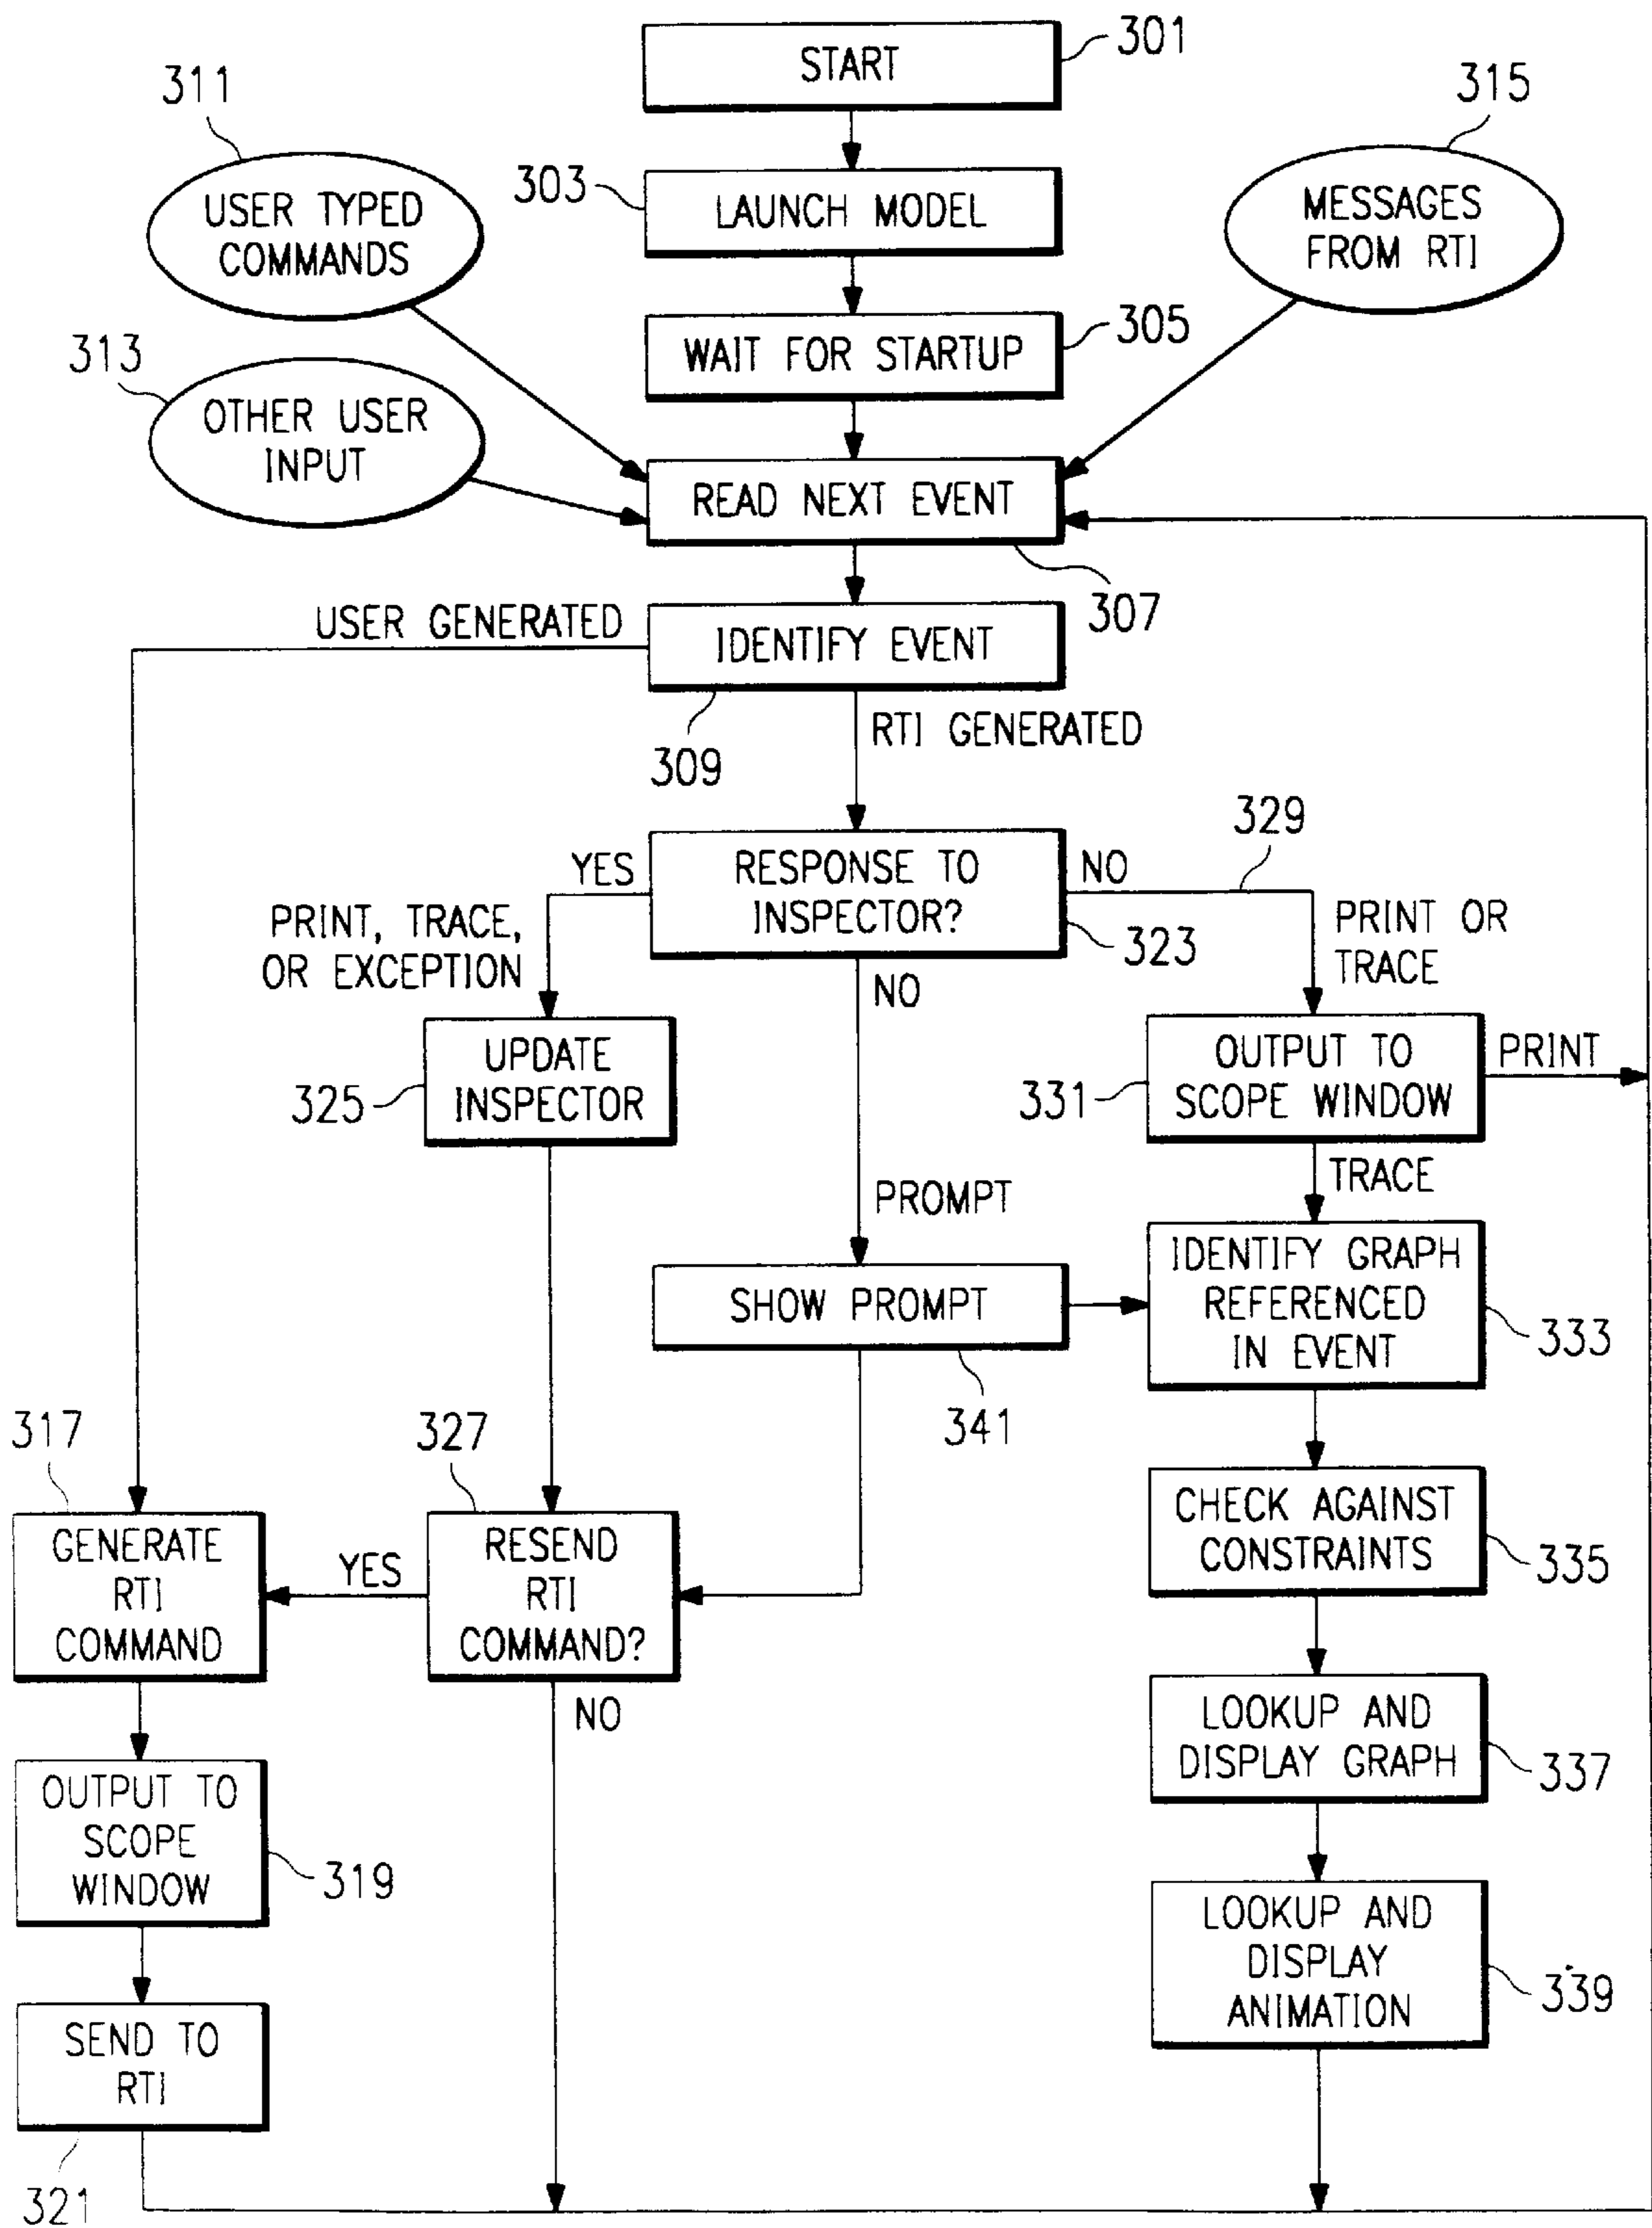 START
301
311
315
303
LAUNCH MODEL
USER TYPED
COMMANDS
MESSAGES
FROM RTI
305
WAIT FOR STARTUP
313
OTHER USER
INPUT
READ NEXT EVENT
307
USER GENERATED
IDENTIFY EVENT
309
RTI GENERATED
329
YES
RESPONSE TO
INSPECTOR?
NO
323
PRINT, TRACE,
OR EXCEPTION
PRINT OR
TRACE
NO
UPDATE
INSPECTOR
325
331
OUTPUT TO
SCOPE WINDOW
PRINT
TRACE
PROMPT
SHOW PROMPT
341
IDENTIFY GRAPH
REFERENCED
IN EVENT
333
317
327
GENERATE
RTI
COMMAND
YES
RESEND
RTI
COMMAND?
NO
CHECK AGAINST
CONSTRAINTS
335
LOOKUP AND
DISPLAY GRAPH
337
OUTPUT TO
SCOPE
WINDOW
319
LOOKUP AND
DISPLAY
ANIMATION
339
SEND TO
RTI
321